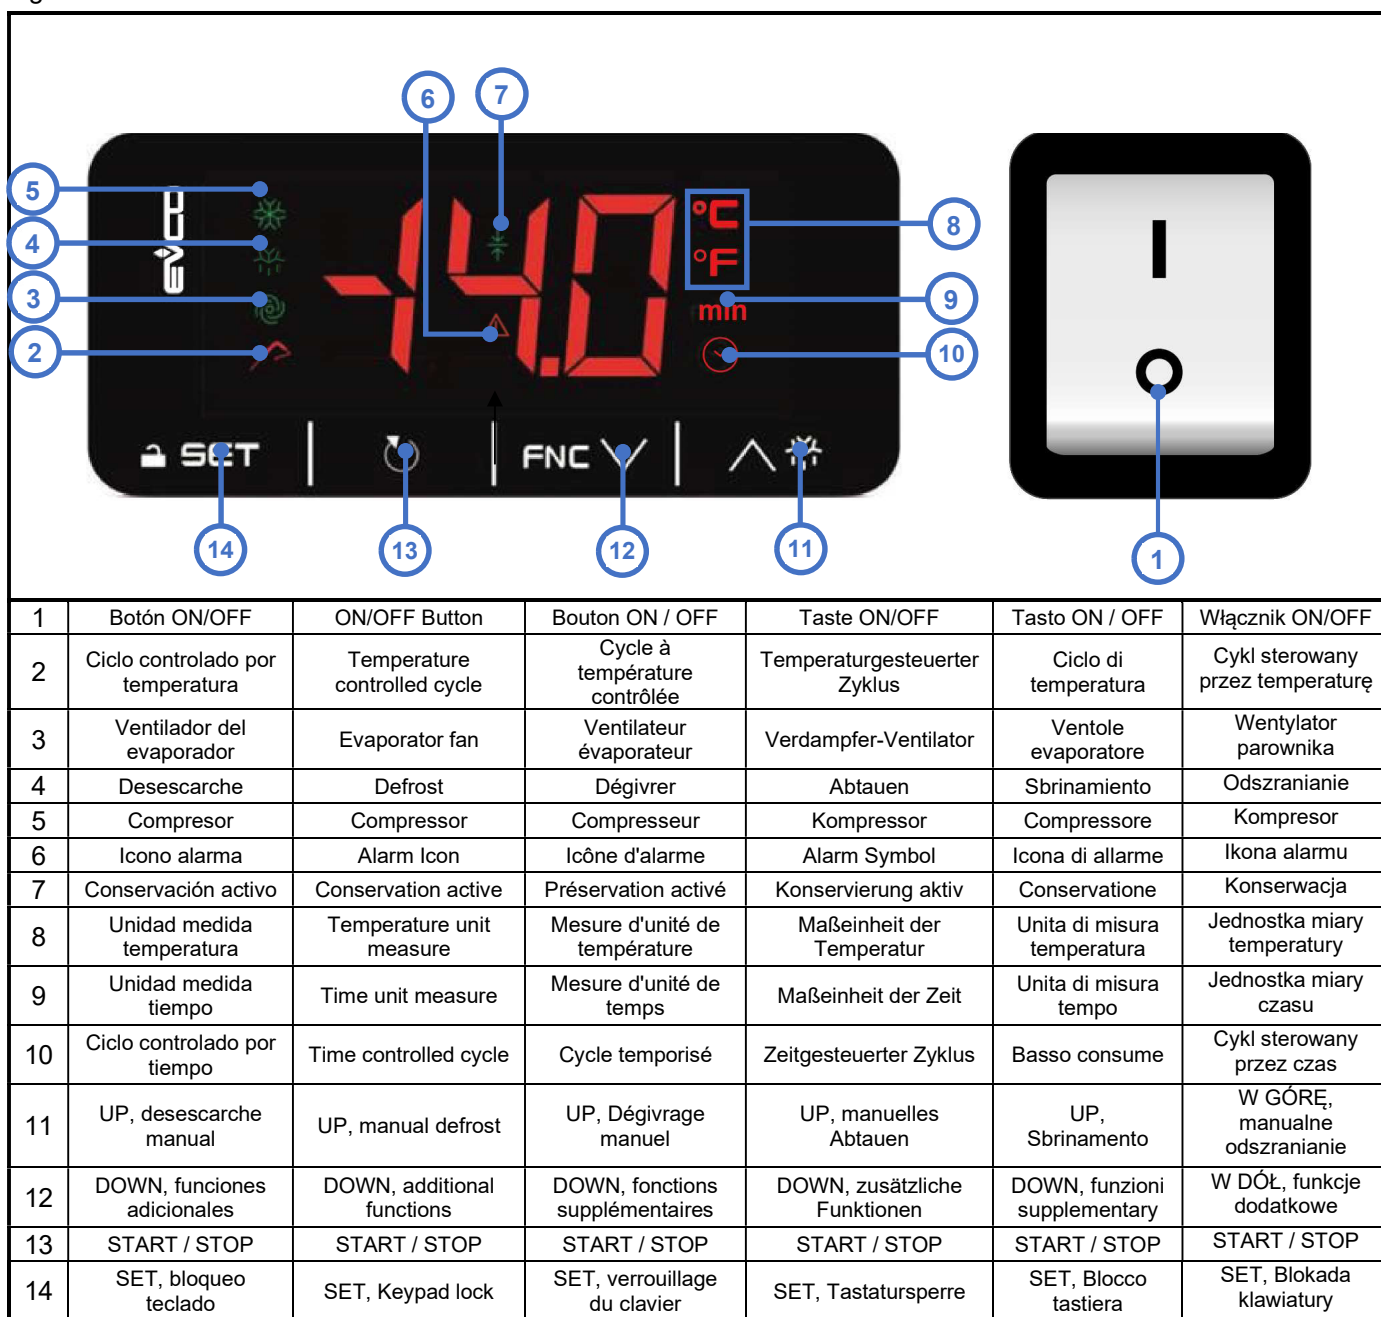 6
7
5
4
3
2
EVCO
-14.0
°C
°F
min
8
9
10
SET
FNC
14
13
12
11
1
1 Botón ON/OFF ON/OFF Button Bouton ON / OFF Taste ON/OFF Tasto ON / OFF Włącznik ON/OFF
2 Ciclo controlado por temperatura Temperature controlled cycle Cycle à température contrôlée Temperaturgesteuerter Zyklus Ciclo di temperatura Cykl sterowany przez temperaturę
3 Ventilador del evaporador Evaporator fan Ventilateur évaporateur Verdampfer-Ventilator Ventole evaporatore Wentylator parownika
4 Desescarche Defrost Dégivrer Abtauen Sbrinamiento Odszranianie
5 Compresor Compressor Compresseur Kompressor Compressore Kompresor
6 Icono alarma Alarm Icon Icône d'alarme Alarm Symbol Icona di allarme Ikona alarmu
7 Conservación activo Conservation active Préservation activé Konservierung aktiv Conservatione Konserwacja
8 Unidad medida temperatura Temperature unit measure Mesure d'unité de température Maßeinheit der Temperatur Unita di misura temperatura Jednostka miary temperatury
9 Unidad medida tiempo Time unit measure Mesure d'unité de temps Maßeinheit der Zeit Unita di misura tempo Jednostka miary czasu
10 Ciclo controlado por tiempo Time controlled cycle Cycle temporisé Zeitgesteuerter Zyklus Basso consume Cykl sterowany przez czas
11 UP, desescarche manual UP, manual defrost UP, Dégivrage manuel UP, manuelles Abtauen UP, Sbrinamento W GÓRĘ, manualne odszranianie
12 DOWN, funciones adicionales DOWN, additional functions DOWN, fonctions supplémentaires DOWN, zusätzliche Funktionen DOWN, funzioni supplementary W DÓŁ, funkcje dodatkowe
13 START / STOP START / STOP START / STOP START / STOP START / STOP START / STOP
14 SET, bloqueo teclado SET, Keypad lock SET, verrouillage du clavier SET, Tastatursperre SET, Blocco tastiera SET, Blokada klawiatury